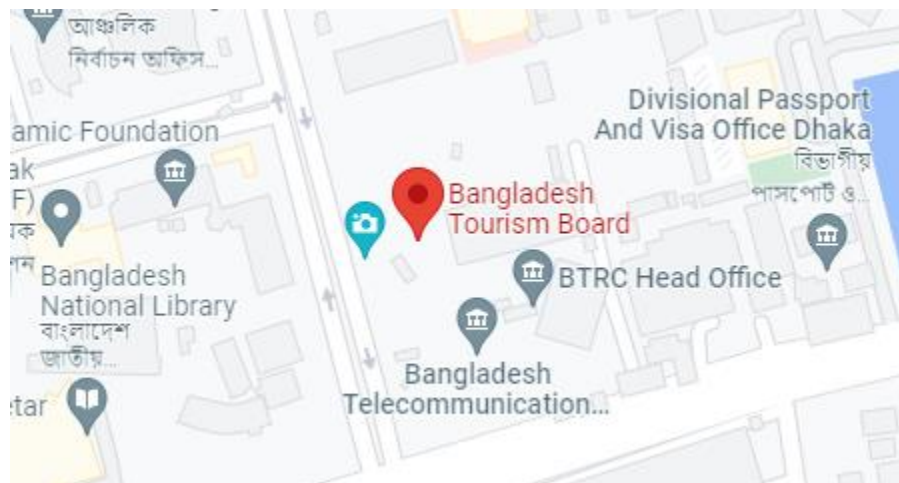 আঞ্চলিক
নির্বাচন অফিস...
amic Foundation
ak
F)
Bangladesh
National Library
বাংলাদেশ
জাতীয়...
etar
Bangladesh
Tourism Board
Divisional Passport
And Visa Office Dhaka
বিভাগীয়
পাসপোর্ট ও...
BTRC Head Office
Bangladesh
Telecommunication...